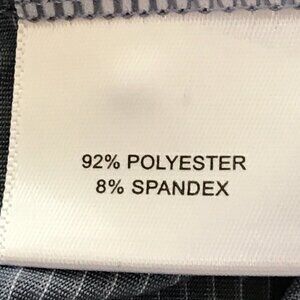 92% POLYESTER
8% SPANDEX